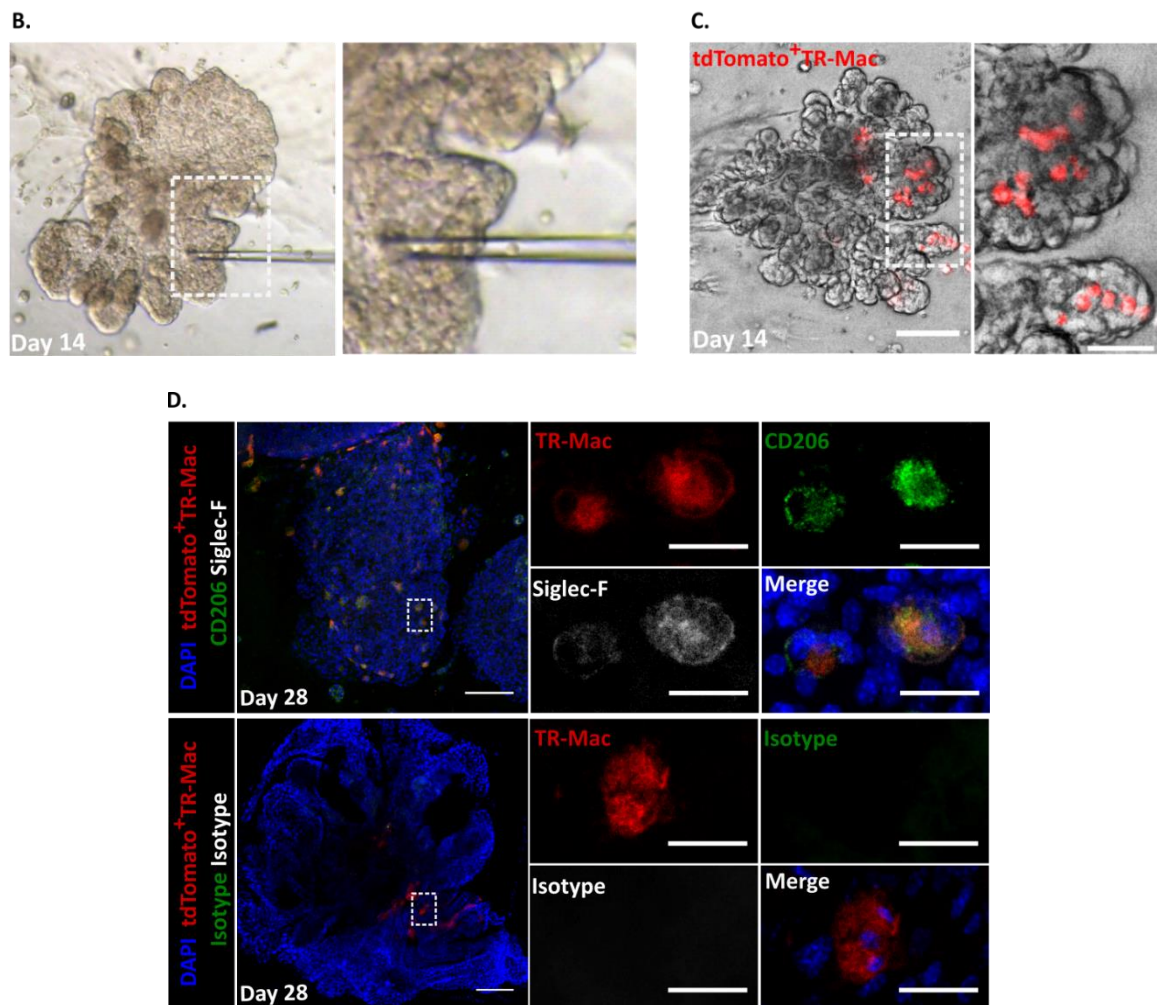 B.
Day 14
C.
tdTomato⁺TR-Mac
Day 14
D.
DAPI tdTomato⁺TR-Mac
CD206 Siglec-F
Day 28
TR-Mac
CD206
Siglec-F
Merge
DAPI tdTomato⁺TR-Mac
Isotype Isotype
Day 28
TR-Mac
Isotype
Isotype
Merge